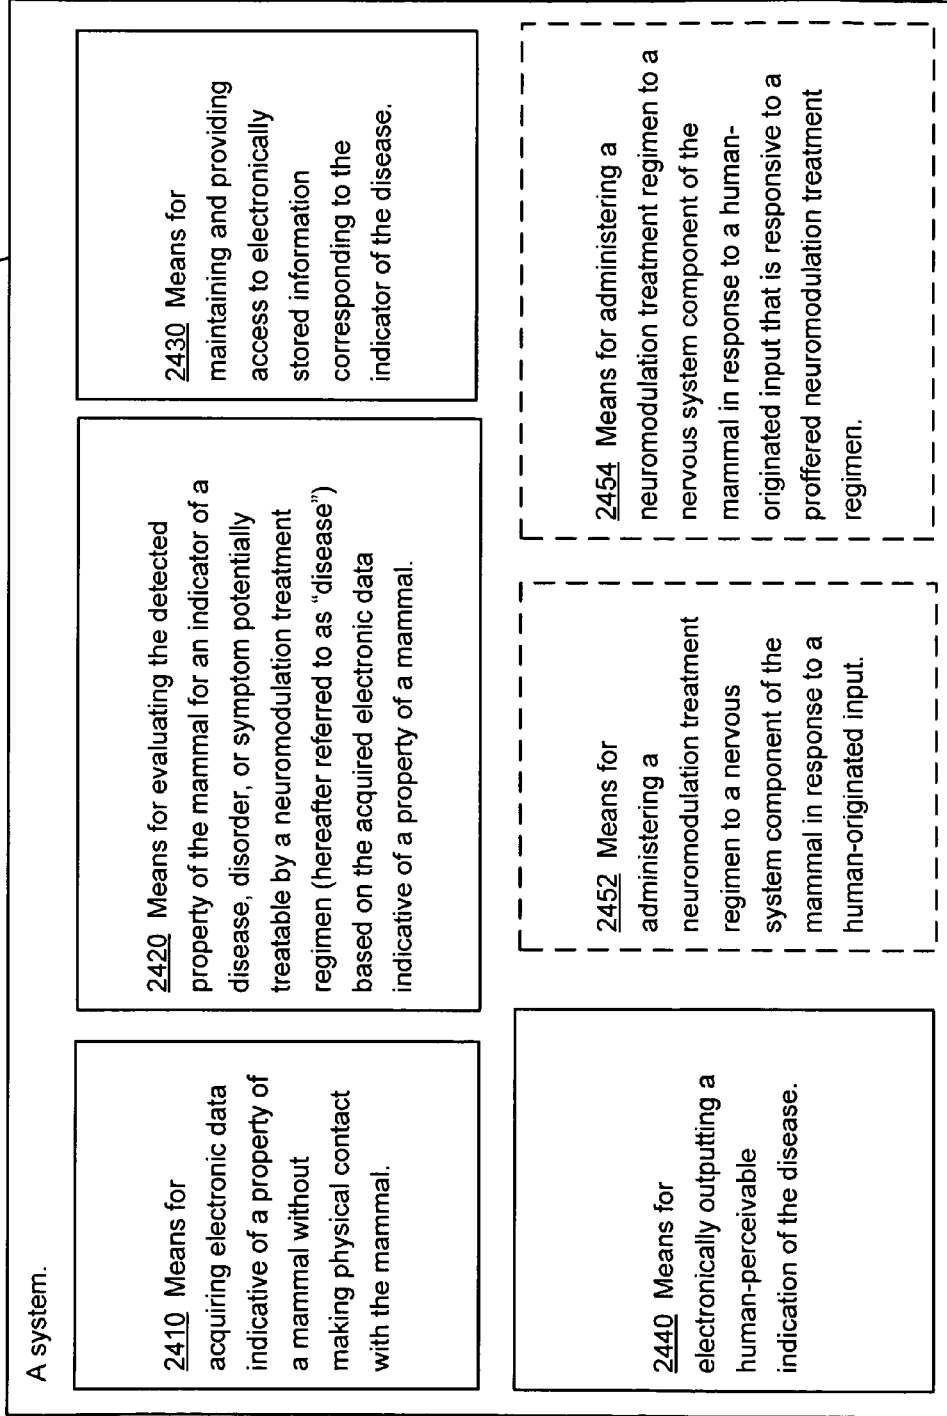 A system.
2410 Means for
acquiring electronic data
indicative of a property of
a mammal without
making physical contact
with the mammal.
2420 Means for evaluating the detected
property of the mammal for an indicator of a
disease, disorder, or symptom potentially
treatable by a neuromodulation treatment
regimen (hereafter referred to as "disease")
based on the acquired electronic data
indicative of a property of a mammal.
2430 Means for
maintaining and providing
access to electronically
stored information
corresponding to the
indicator of the disease.
2440 Means for
electronically outputting a
human-perceivable
indication of the disease.
2452 Means for
administering a
neuromodulation treatment
regimen to a nervous
system component of the
mammal in response to a
human-originated input.
2454 Means for administering a
neuromodulation treatment regimen to a
nervous system component of the
mammal in response to a human-
originated input that is responsive to a
proffered neuromodulation treatment
regimen.